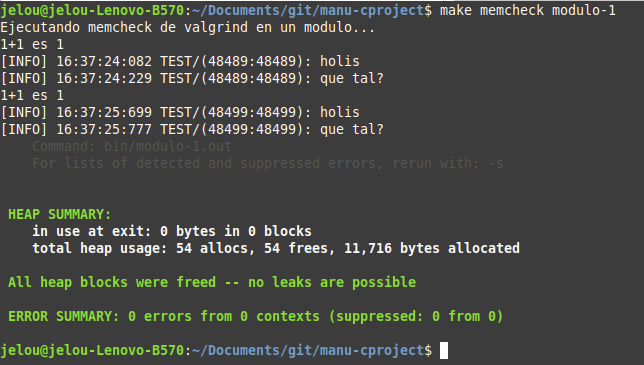 jelou@jelou-Lenovo-B570:~/Documents/git/manu-cproject$ make memcheck modulo-1
Ejecutando memcheck de valgrind en un modulo...
1+1 es 1
[INFO] 16:37:24:082 TEST/(48489:48489): holis
[INFO] 16:37:24:229 TEST/(48489:48489): que tal?
1+1 es 1
[INFO] 16:37:25:699 TEST/(48499:48499): holis
[INFO] 16:37:25:777 TEST/(48499:48499): que tal?
Command: bin/modulo-1.out
For lists of detected and suppressed errors, rerun with: -s
HEAP SUMMARY:
in use at exit: 0 bytes in 0 blocks
total heap usage: 54 allocs, 54 frees, 11,716 bytes allocated
All heap blocks were freed -- no leaks are possible
ERROR SUMMARY: 0 errors from 0 contexts (suppressed: 0 from 0)
jelou@jelou-Lenovo-B570:~/Documents/git/manu-cproject$